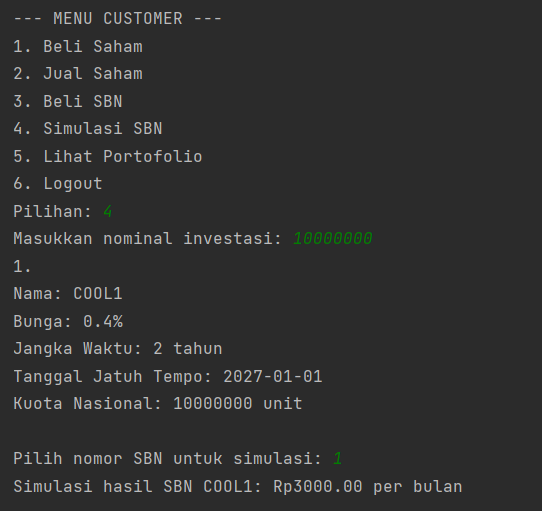 --- MENU CUSTOMER ---
1. Beli Saham
2. Jual Saham
3. Beli SBN
4. Simulasi SBN
5. Lihat Portofolio
6. Logout
Pilihan: 4
Masukkan nominal investasi: 10000000
1.
Nama: COOL1
Bunga: 0.4%
Jangka Waktu: 2 tahun
Tanggal Jatuh Tempo: 2027-01-01
Kuota Nasional: 10000000 unit
Pilih nomor SBN untuk simulasi: 1
Simulasi hasil SBN COOL1: Rp3000.00 per bulan